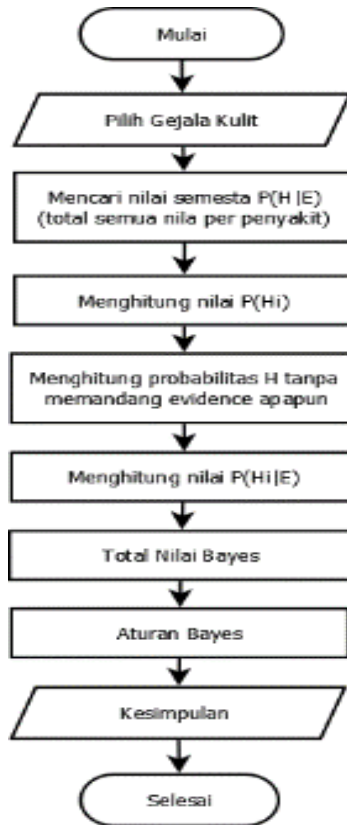 Mulai
Pilih Gejala Kulit
Mencari nilai semesta P(H|E)
(total semua nila per penyakit)
Menghitung nilai P(Hi)
Menghitung probabilitas H tanpa
memandang evidence apapun
Menghitung nilai P(Hi|E)
Total Nilai Bayes
Aturan Bayes
Kesimpulan
Selesai